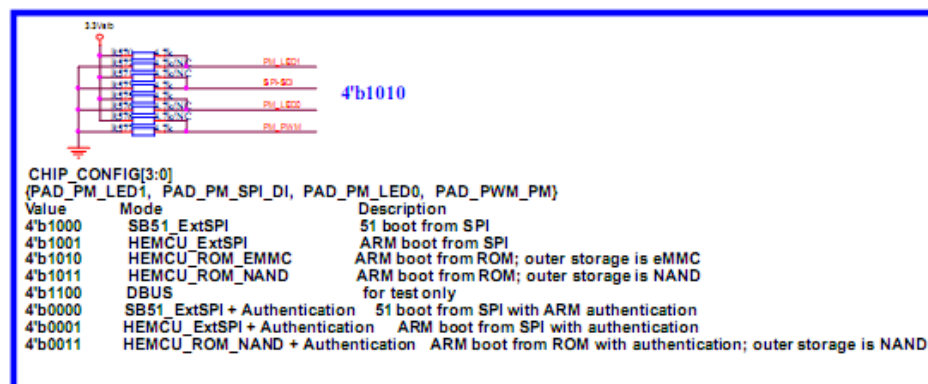 PM_LED1
SPI-SDI
4'b1010
PM_LED0
PM_PWM
CHIP_CONFIG[3:0]
{PAD_PM_LED1, PAD_PM_SPI_DI, PAD_PM_LED0, PAD_PWM_PM}
Value Mode Description
4'b1000 SB51_ExtSPI 51 boot from SPI
4'b1001 HEMCU_ExtSPI ARM boot from SPI
4'b1010 HEMCU_ROM_EMMC ARM boot from ROM; outer storage is eMMC
4'b1011 HEMCU_ROM_NAND ARM boot from ROM; outer storage is NAND
4'b1100 DBUS for test only
4'b0000 SB51_ExtSPI + Authentication 51 boot from SPI with ARM authentication
4'b0001 HEMCU_ExtSPI + Authentication ARM boot from SPI with authentication
4'b0011 HEMCU_ROM_NAND + Authentication ARM boot from ROM with authentication; outer storage is NAND